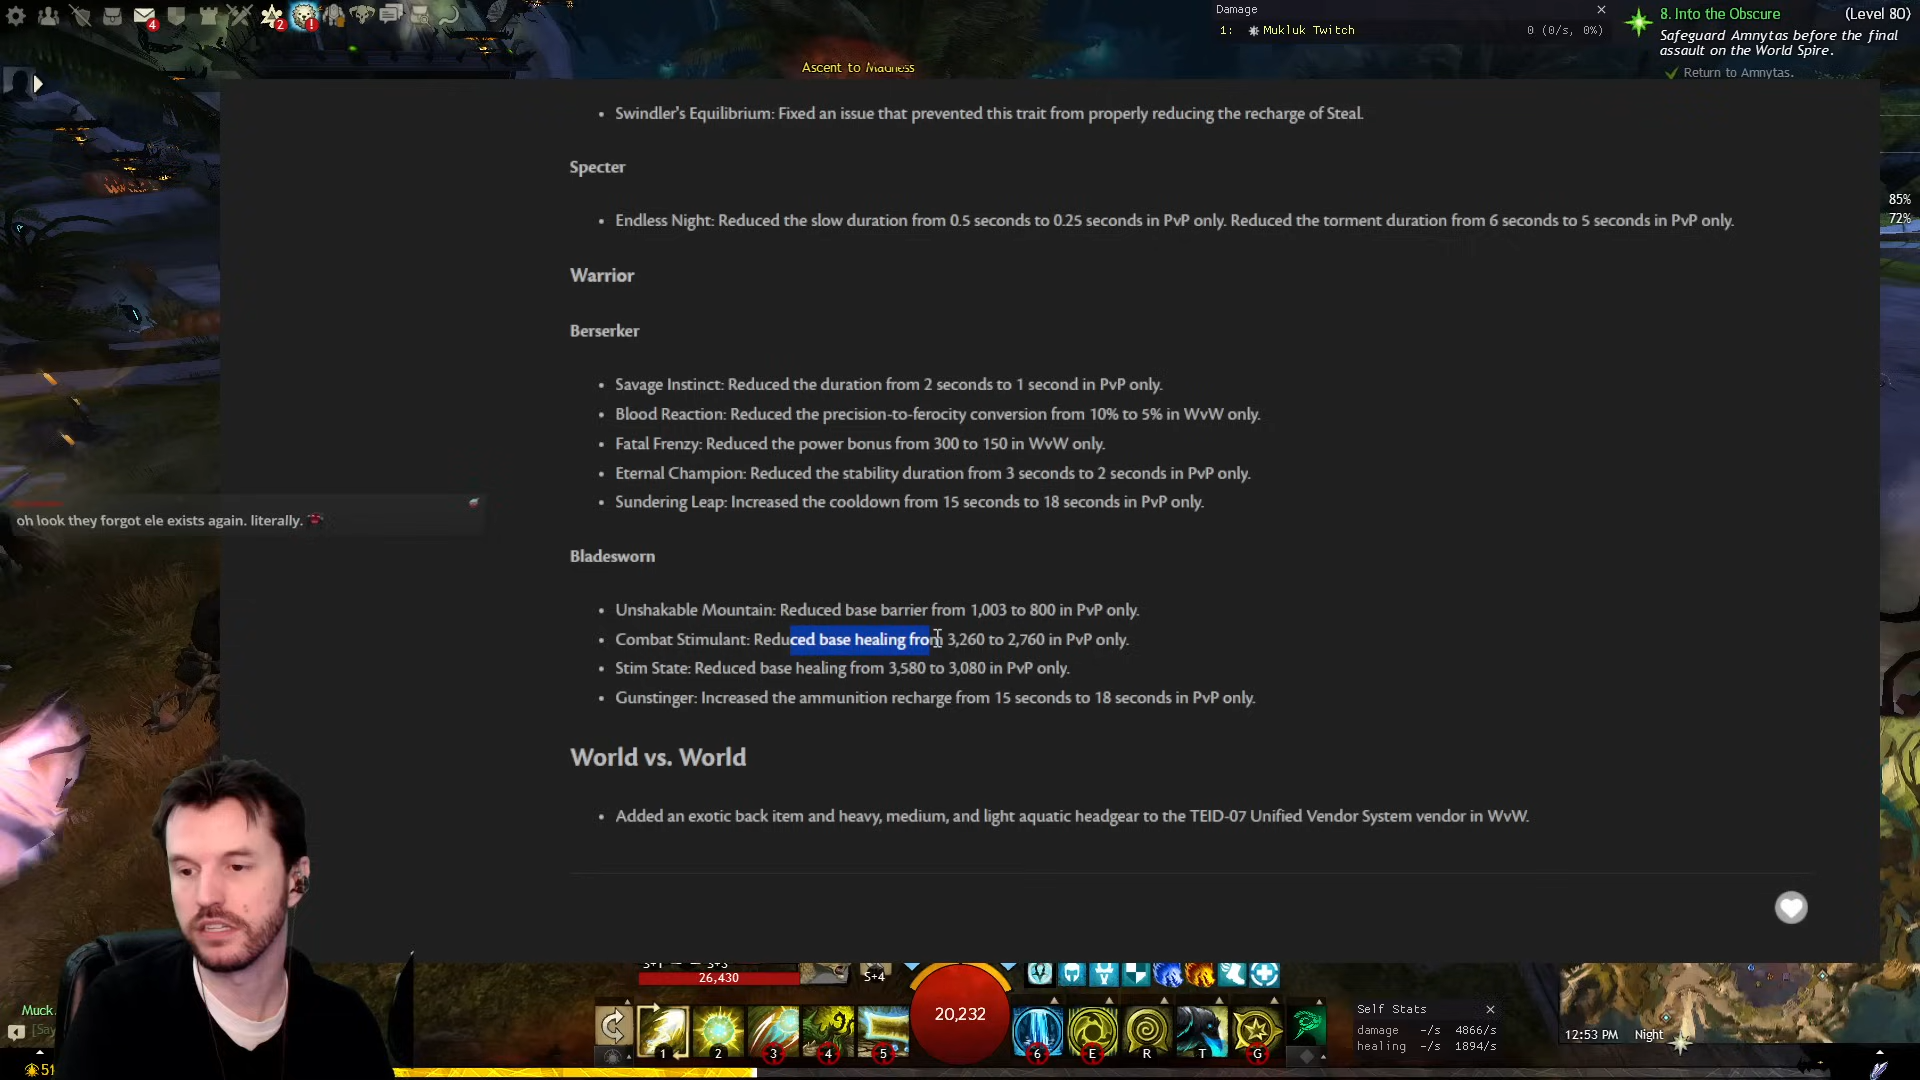 Damage
1: Mukluk Twitch 0 (0/s, 0%)
8. Into the Obscure (Level 80)
Safeguard Amnytas before the final
assault on the World Spire.
Return to Amnytas.
4
2
Ascent to Madness
85%
72%
• Swindler's Equilibrium: Fixed an issue that prevented this trait from properly reducing the recharge of Steal.
Specter
• Endless Night: Reduced the slow duration from 0.5 seconds to 0.25 seconds in PvP only. Reduced the torment duration from 6 seconds to 5 seconds in PvP only.
Warrior
Berserker
• Savage Instinct: Reduced the duration from 2 seconds to 1 second in PvP only.
• Blood Reaction: Reduced the precision-to-ferocity conversion from 10% to 5% in WvW only.
• Fatal Frenzy: Reduced the power bonus from 300 to 150 in WvW only.
• Eternal Champion: Reduced the stability duration from 3 seconds to 2 seconds in PvP only.
• Sundering Leap: Increased the cooldown from 15 seconds to 18 seconds in PvP only.
oh look they forgot ele exists again. literally.
Bladesworn
• Unshakable Mountain: Reduced base barrier from 1,003 to 800 in PvP only.
• Combat Stimulant: Reduced base healing from 3,260 to 2,760 in PvP only.
• Stim State: Reduced base healing from 3,580 to 3,080 in PvP only.
• Gunstinger: Increased the ammunition recharge from 15 seconds to 18 seconds in PvP only.
World vs. World
• Added an exotic back item and heavy, medium, and light aquatic headgear to the TEID-07 Unified Vendor System vendor in WvW.
26,430
S+4
20,232
1 2 3 4 5 6 E R T G
Self Stats
damage -/s 4866/s
healing -/s 1894/s
12:53 PM Night
Muck
[Say
51